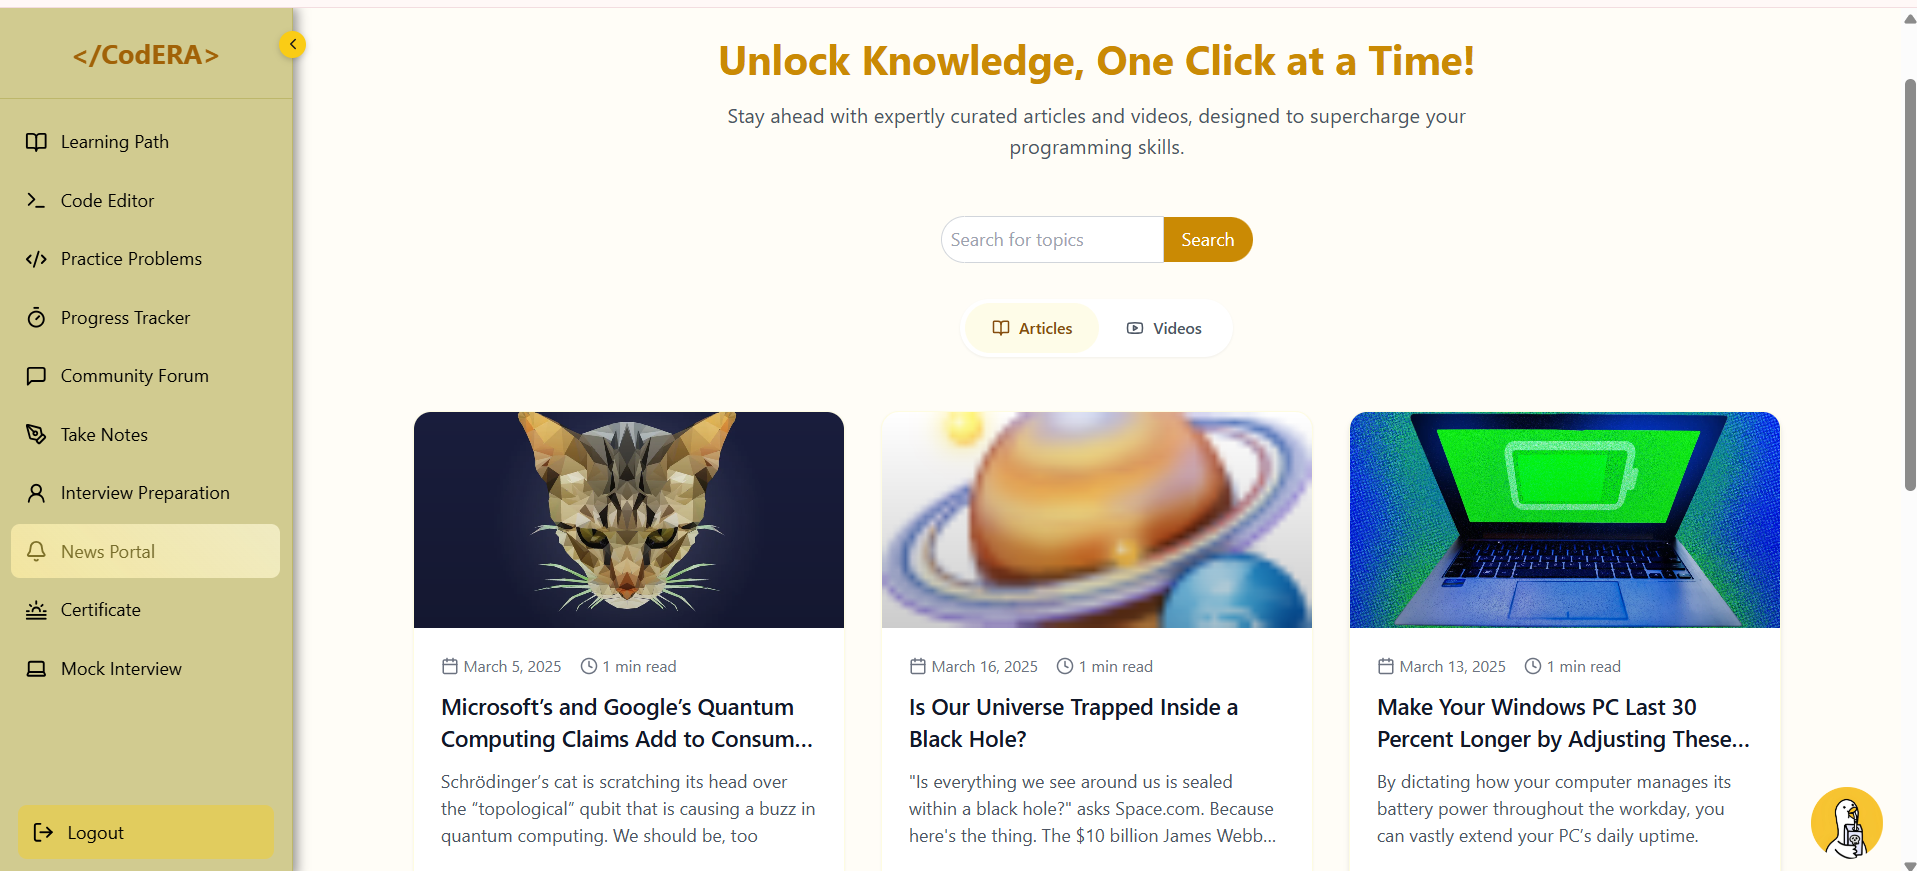 </CodERA>
Learning Path
Code Editor
Practice Problems
Progress Tracker
Community Forum
Take Notes
Interview Preparation
News Portal
Certificate
Mock Interview
Logout
Unlock Knowledge, One Click at a Time!
Stay ahead with expertly curated articles and videos, designed to supercharge your
programming skills.
Search for topics
Search
Articles
Videos
March 5, 2025 1 min read
Microsoft’s and Google’s Quantum
Computing Claims Add to Consum...
Schrödinger’s cat is scratching its head over
the “topological” qubit that is causing a buzz in
quantum computing. We should be, too
March 16, 2025 1 min read
Is Our Universe Trapped Inside a
Black Hole?
"Is everything we see around us is sealed
within a black hole?" asks Space.com. Because
here's the thing. The $10 billion James Webb...
March 13, 2025 1 min read
Make Your Windows PC Last 30
Percent Longer by Adjusting These...
By dictating how your computer manages its
battery power throughout the workday, you
can vastly extend your PC’s daily uptime.